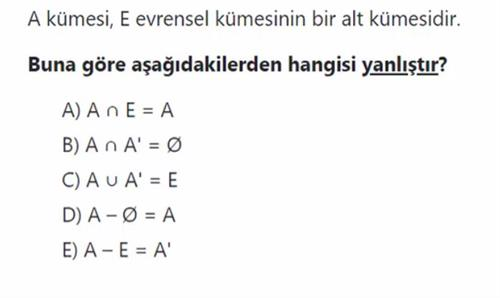 A kümesi, E evrensel kümesinin bir alt kümesidir.
Buna göre aşağıdakilerden hangisi yanlıştır?
A) A ∩ E = A
B) A ∩ A' = Ø
C) A ∪ A' = E
D) A – Ø = A
E) A – E = A'